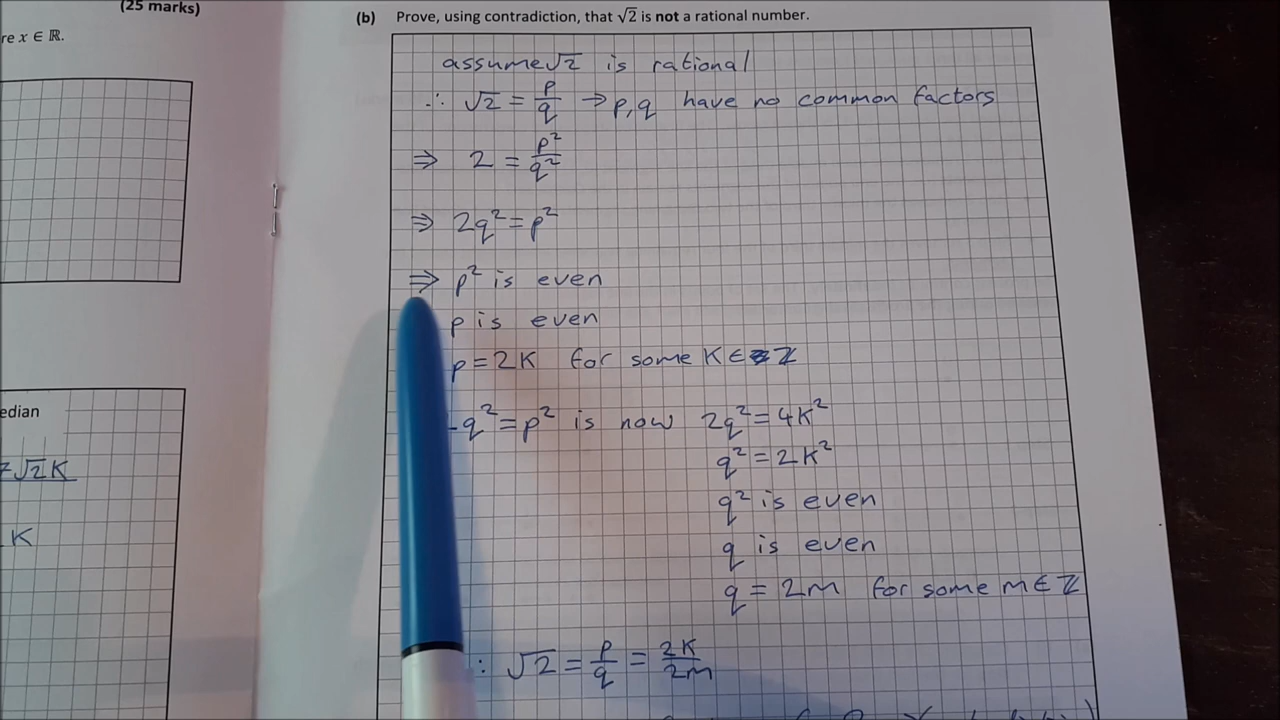 (25 marks)
re x ∈ ℝ.
edian
√2K
K
(b) Prove, using contradiction, that √2 is not a rational number.
assume √2 is rational
∴ √2 = p/q ⇒ p,q have no common factors
⇒ 2 = p²/q²
⇒ 2q² = p²
⇒ p² is even
p is even
p = 2K for some K ∈ ℤ
q² = p² is now 2q² = 4K²
q² = 2K²
q² is even
q is even
q = 2m for some m ∈ ℤ
√2 = p/q = 2K/2m